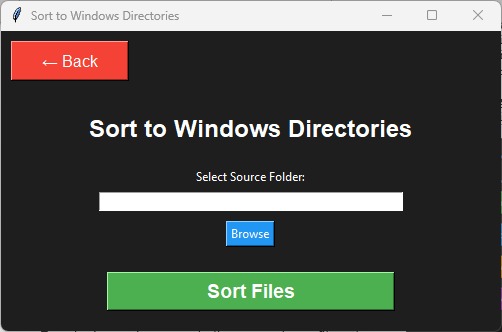 Sort to Windows Directories
← Back
Sort to Windows Directories
Select Source Folder:
Browse
Sort Files